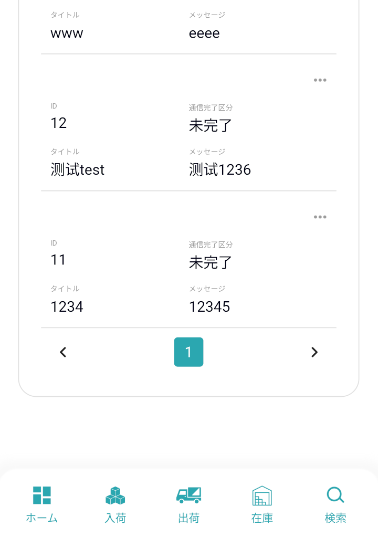 タイトル メッセージ
www eeee
ID 通信完了区分
12 未完了
タイトル メッセージ
测试test 测试1236
ID 通信完了区分
11 未完了
タイトル メッセージ
1234 12345
1
ホーム 入荷 出荷 在庫 検索